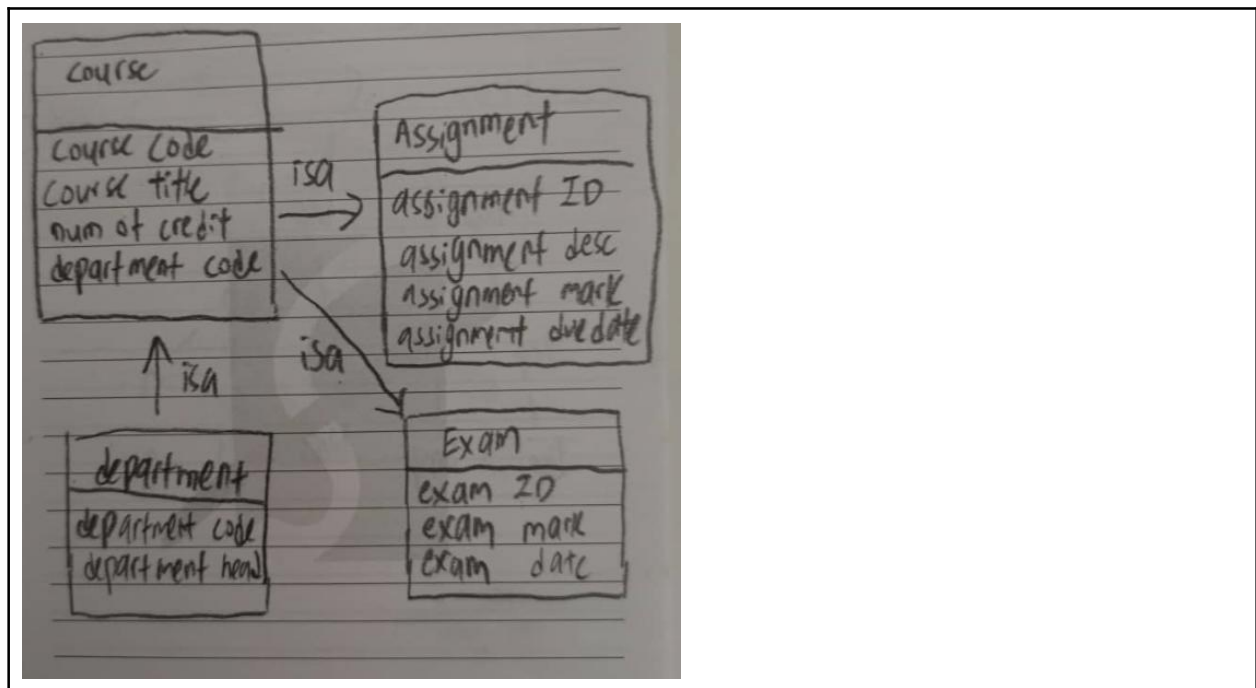 course
course code
course title
num of credit
department code
isa
Assignment
assignment ID
assignment desc
assignment mark
assignment duedate
isa
isa
department
department code
department head
Exam
exam ID
exam mark
exam date